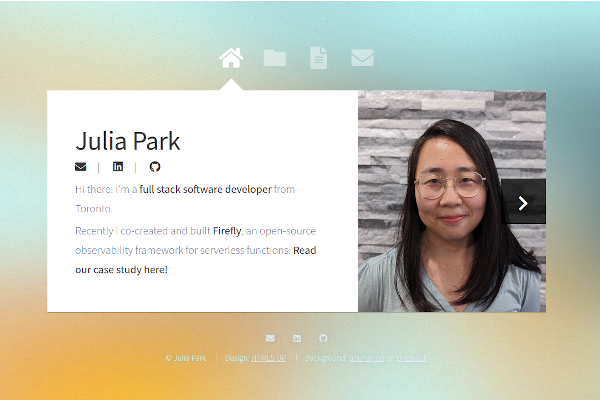 Julia Park
Hi there! I'm a full stack software developer from
Toronto.
Recently I co-created and built Firefly, an open-source
observability framework for serverless functions. Read
our case study here!
© Julia Park | Design: HTML5 UP | Background: on Unsplash